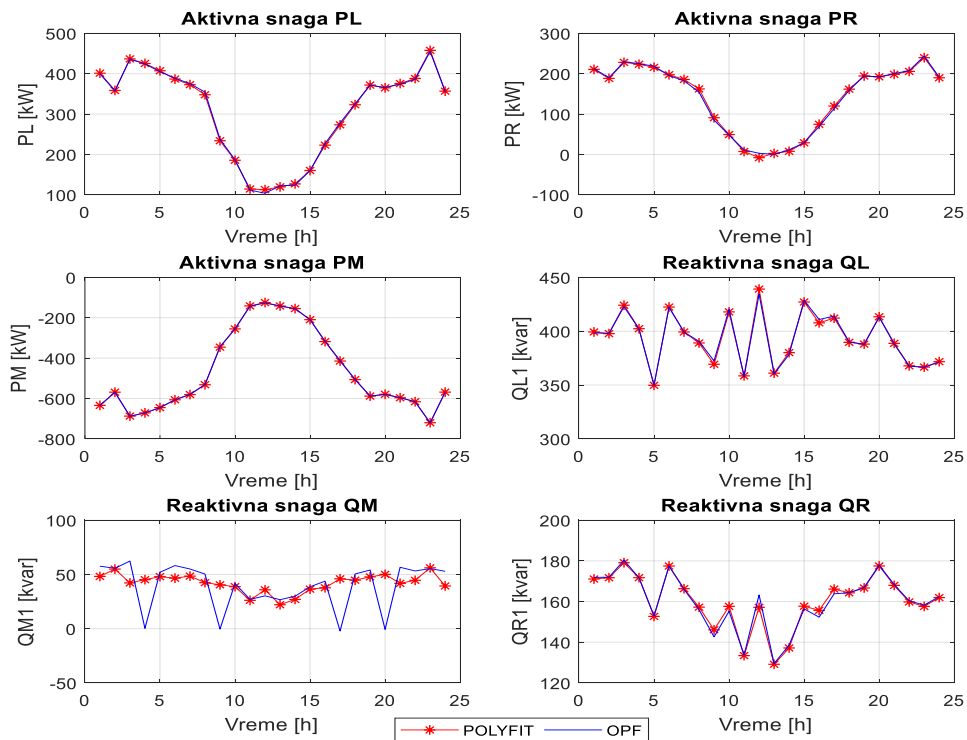 Aktivna snaga PL
500
400
300
200
100
PL [kW]
0 5 10 15 20 25
Vreme [h]
Aktivna snaga PR
300
200
100
0
-100
PR [kW]
0 5 10 15 20 25
Vreme [h]
Aktivna snaga PM
0
-200
-400
-600
-800
PM [kW]
0 5 10 15 20 25
Vreme [h]
Reaktivna snaga QL
450
400
350
300
QL1 [kvar]
0 5 10 15 20 25
Vreme [h]
Reaktivna snaga QM
100
50
0
-50
QM1 [kvar]
0 5 10 15 20 25
Vreme [h]
Reaktivna snaga QR
200
180
160
140
120
QR1 [kvar]
0 5 10 15 20 25
Vreme [h]
POLYFIT OPF